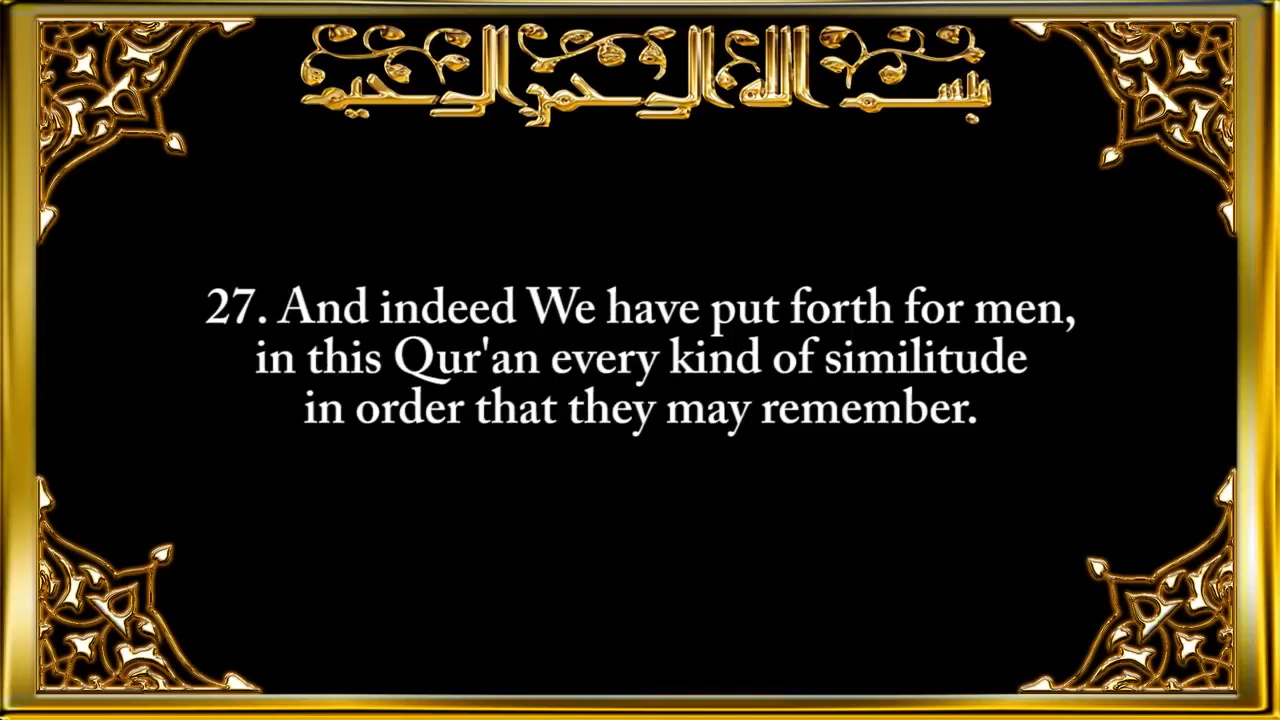 بسم الله الرحمن الرحيم
27. And indeed We have put forth for men,
in this Qur'an every kind of similitude
in order that they may remember.